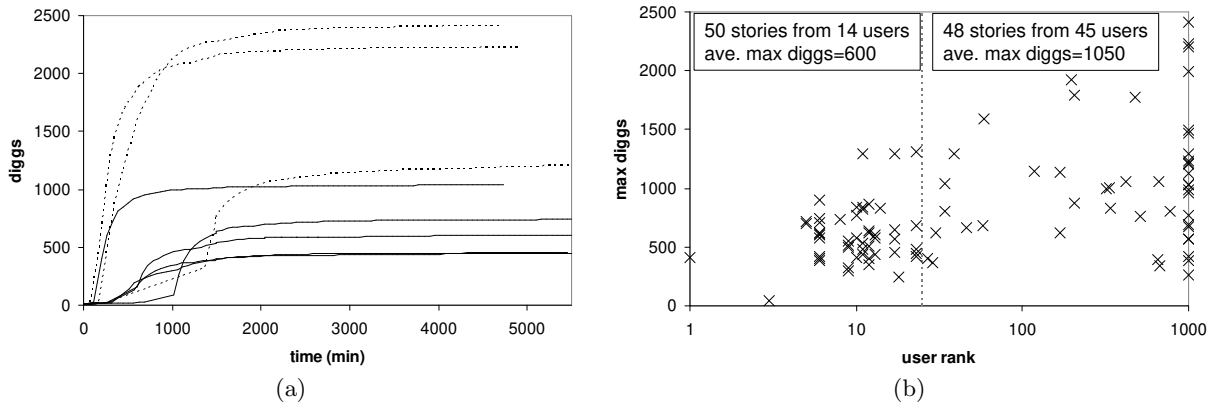 2500
2000
1500
1000
500
0
diggs
0 1000 2000 3000 4000 5000
time (min)
(a)
2500
2000
1500
1000
500
0
max diggs
50 stories from 14 users
ave. max diggs=600
48 stories from 45 users
ave. max diggs=1050
1 10 100 1000
user rank
(b)